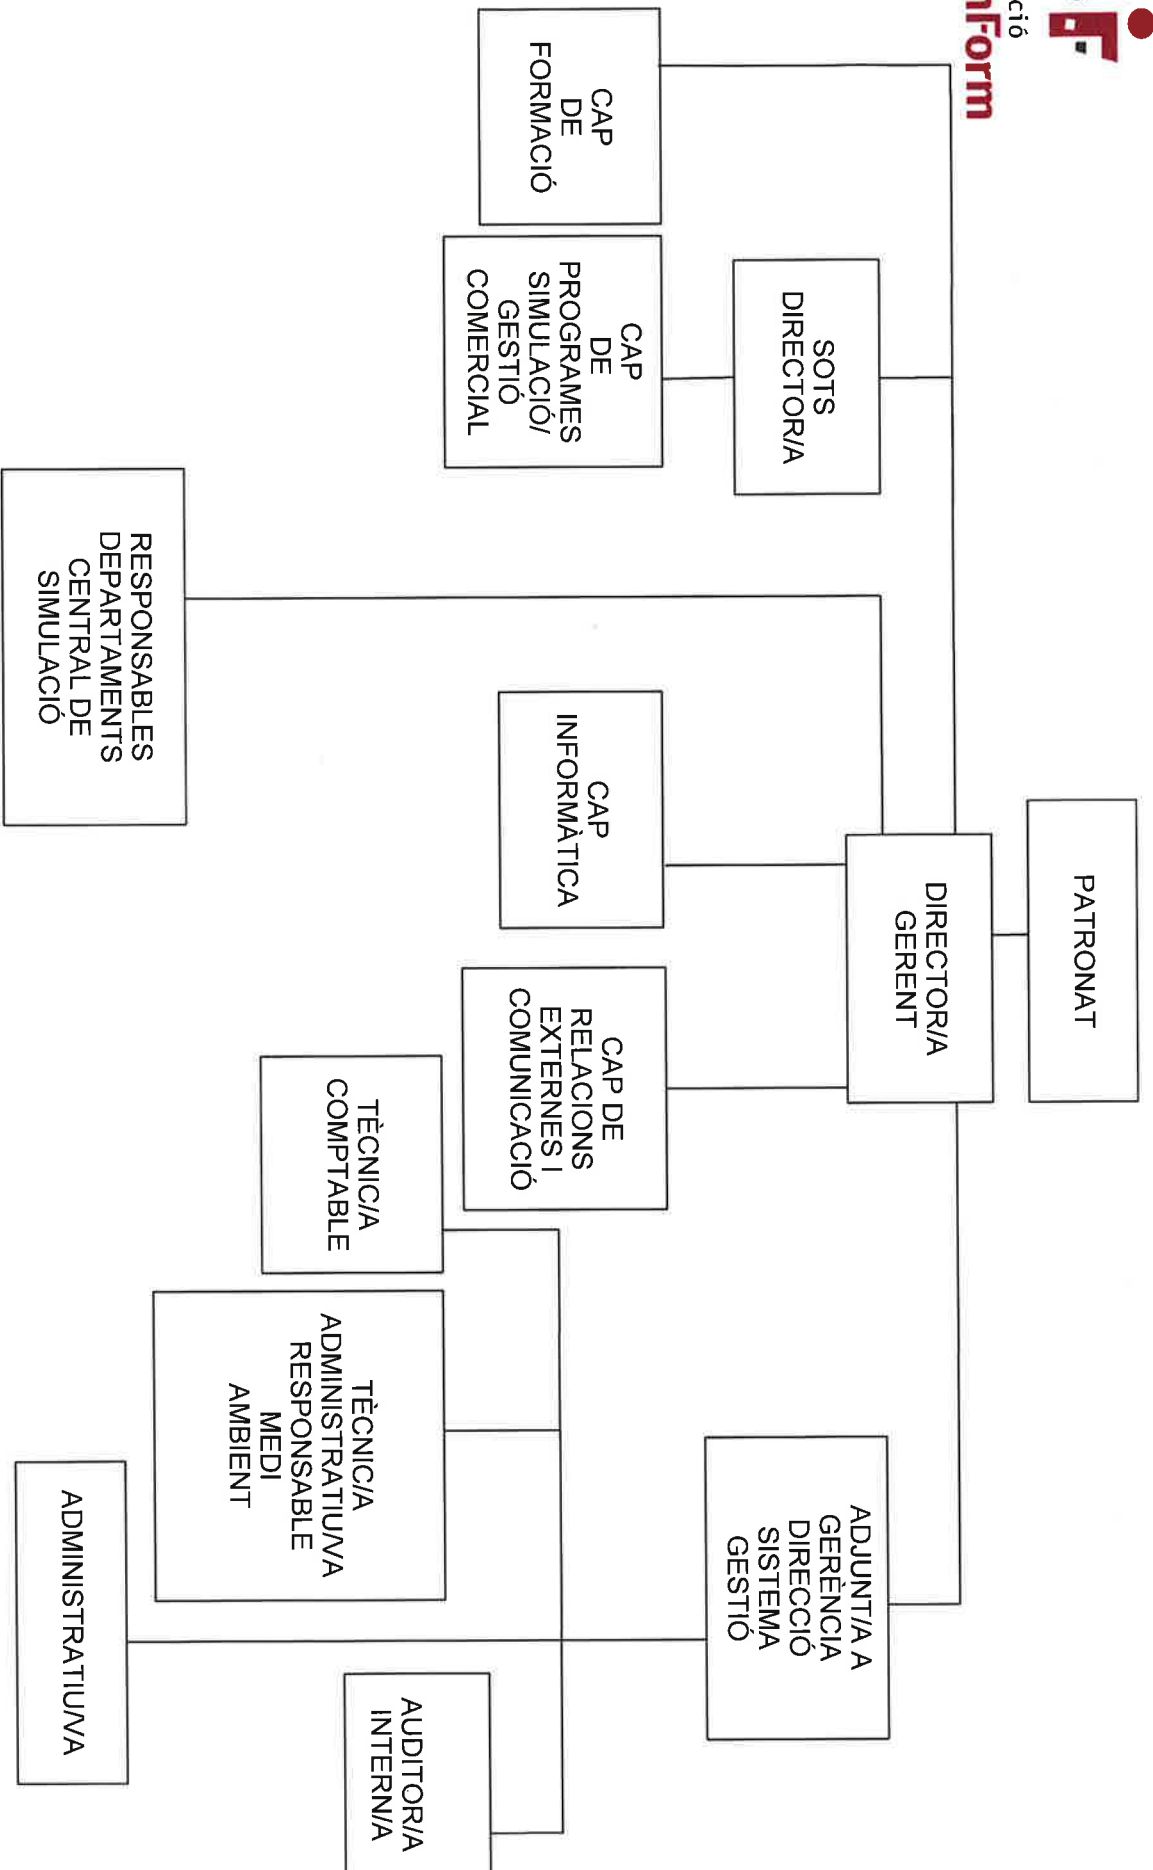 ció
nForm
PATRONAT
DIRECTOR/A
GERENT
SOTS
DIRECTOR/A
ADJUNT/A A
GERÈNCIA
DIRECCIÓ
SISTEMA
GESTIÓ
CAP
DE
FORMACIÓ
CAP
DE
PROGRAMES
SIMULACIÓ/
GESTIÓ
COMERCIAL
CAP
INFORMÀTICA
CAP DE
RELACIONS
EXTERNES I
COMUNICACIÓ
TÈCNIC/A
COMPTABLE
TÈCNIC/A
ADMINISTRATIU/VA
RESPONSABLE
MEDI
AMBIENT
AUDITOR/A
INTERN/A
RESPONSABLES
DEPARTAMENTS
CENTRAL DE
SIMULACIÓ
ADMINISTRATIU/VA